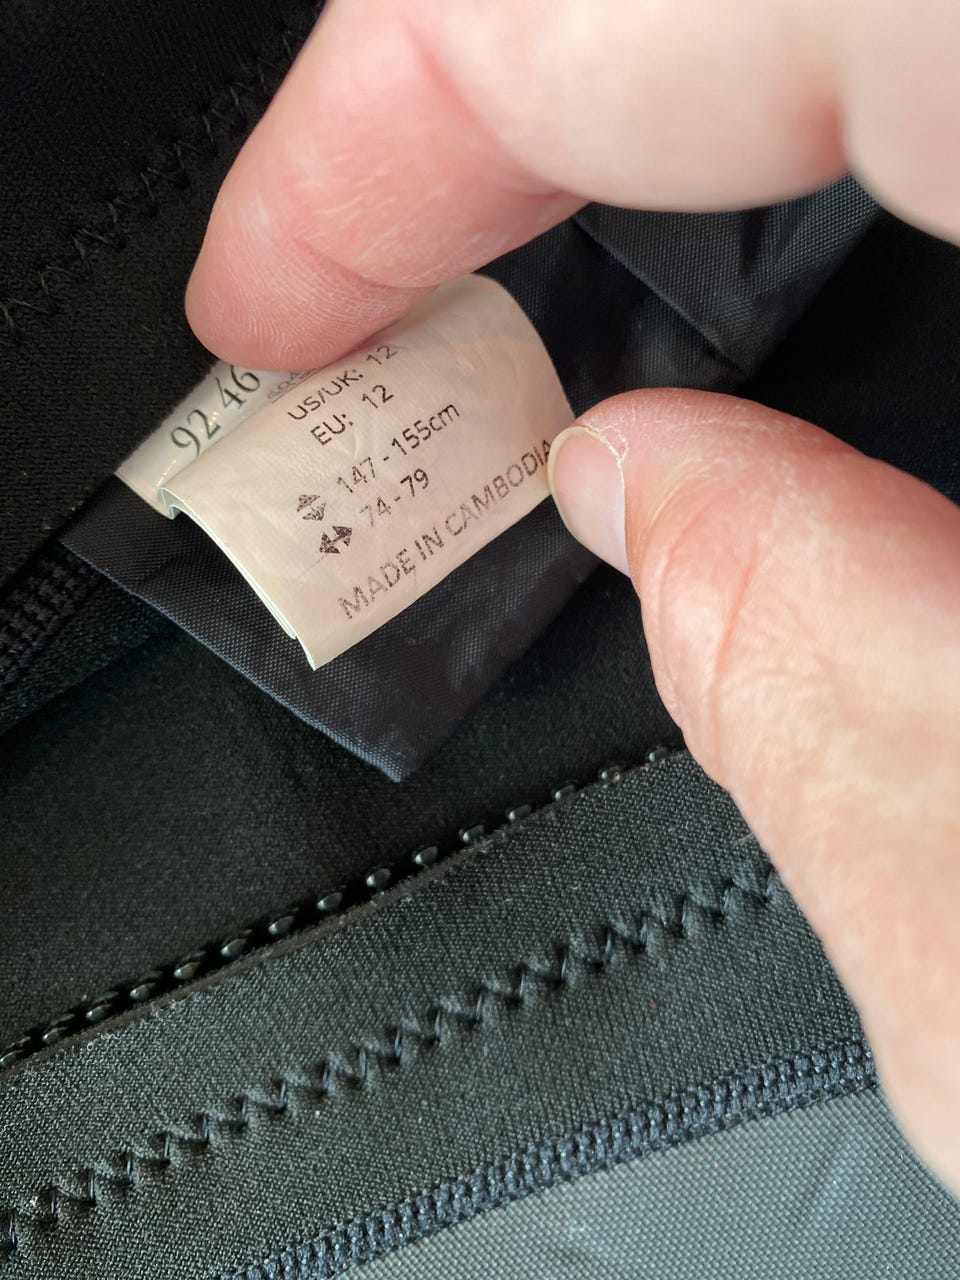 92 46
US/UK: 12
EU: 12
147-155cm
74-79
MADE IN CAMBODIA